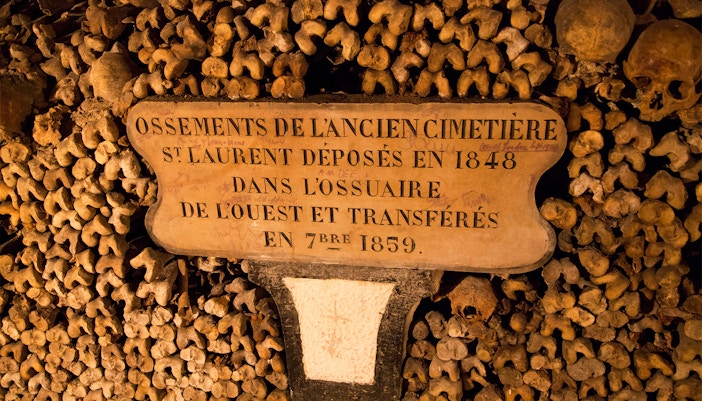 OSSEMENTS DE L'ANCIEN CIMETIÈRE
ST. LAURENT DÉPOSÉS EN 1848
DANS L'OSSUAIRE
DE L'OUEST ET TRANSFÉRÉS
EN 7BRE 1859.